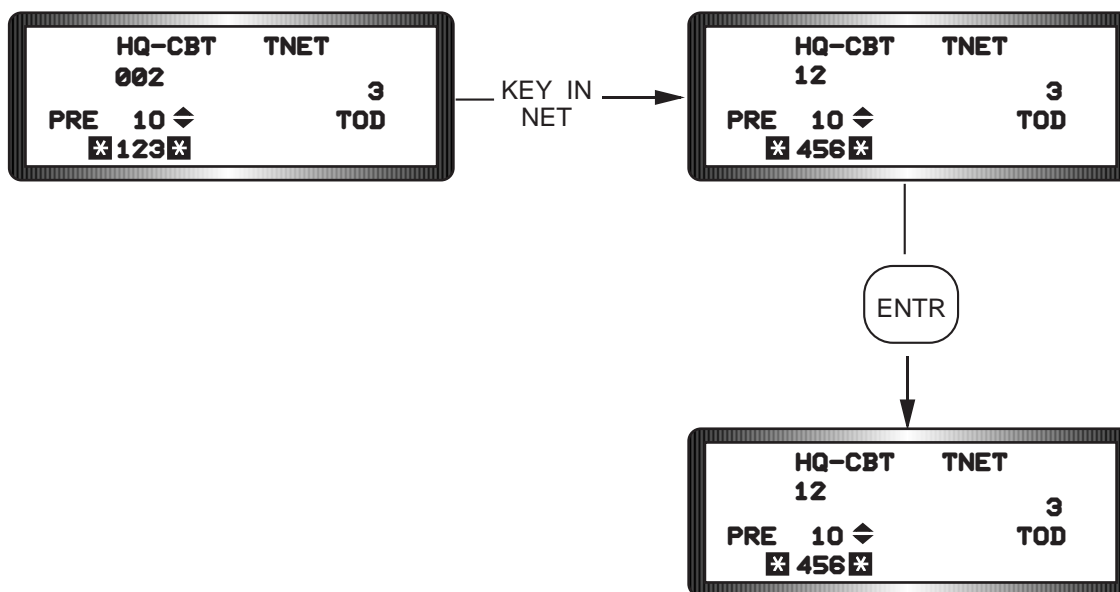 HQ-CBT TNET
002
3
PRE 10 TOD
*123*
KEY IN
NET
HQ-CBT TNET
12
3
PRE 10 TOD
* 456 *
ENTR
HQ-CBT TNET
12
3
PRE 10 TOD
* 456 *